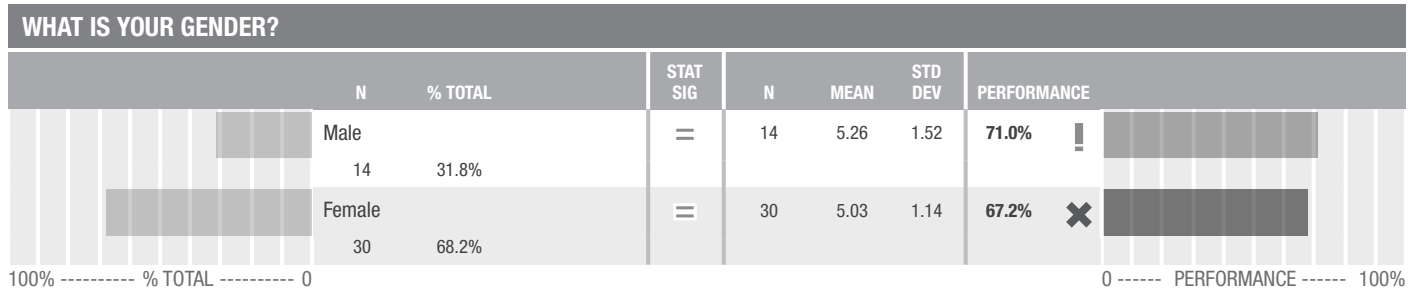 WHAT IS YOUR GENDER?
N % TOTAL STAT SIG N MEAN STD DEV PERFORMANCE
Male = 14 5.26 1.52 71.0% !
14 31.8%
Female = 30 5.03 1.14 67.2% ✖
30 68.2%
100% ---------- % TOTAL ---------- 0 0 ------ PERFORMANCE ------ 100%